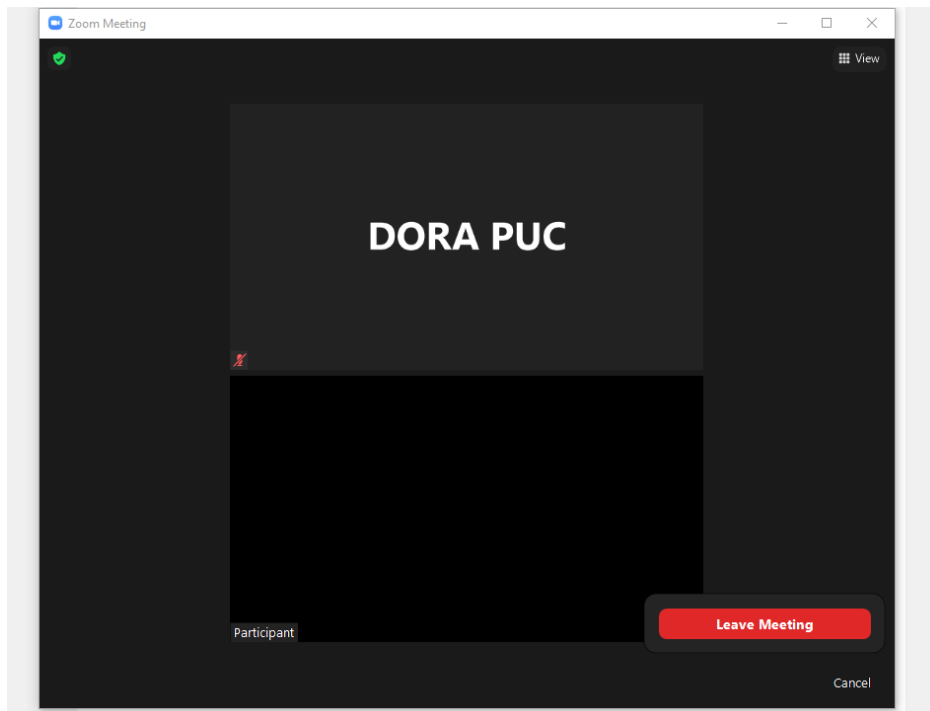 Zoom Meeting
View
DORA PUC
Participant
Leave Meeting
Cancel